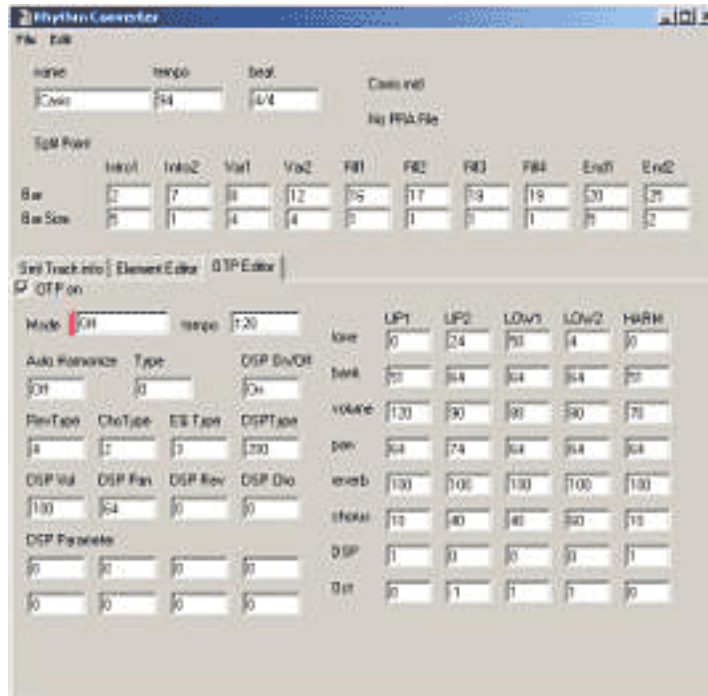 Rhythm Converter
File Edit
name tempo beat
Casio 94 4/4
Casio.mid
No PRA File
Split Point
Intro1 Intro2 Var1 Var2 Fill1 Fill2 Fill3 Fill4 End1 End2
Bar 2 7 8 12 16 17 18 19 20 25
Bar Size 5 1 4 4 1 1 1 1 5 2
Smf Track info Element Editor OTP Editor
OTP on
Mode Off tempo 120
UP1 UP2 LOW1 LOW2 HARM
tone 0 24 50 4 0
Auto Harmonize Type DSP On/Off
Off 0 On
bank 51 64 64 64 51
volume 120 90 90 90 70
RevType ChoType EQ Type DSPType
4 2 3 200
pan 64 74 64 64 64
DSP Vol DSP Pan DSP Rev DSP Cho
100 64 0 0
reverb 100 100 100 100 100
chorus 10 40 40 60 10
DSP Parameter
0 0 0 0
DSP 1 0 0 0 1
0 0 0 0
Oct 0 1 1 1 0